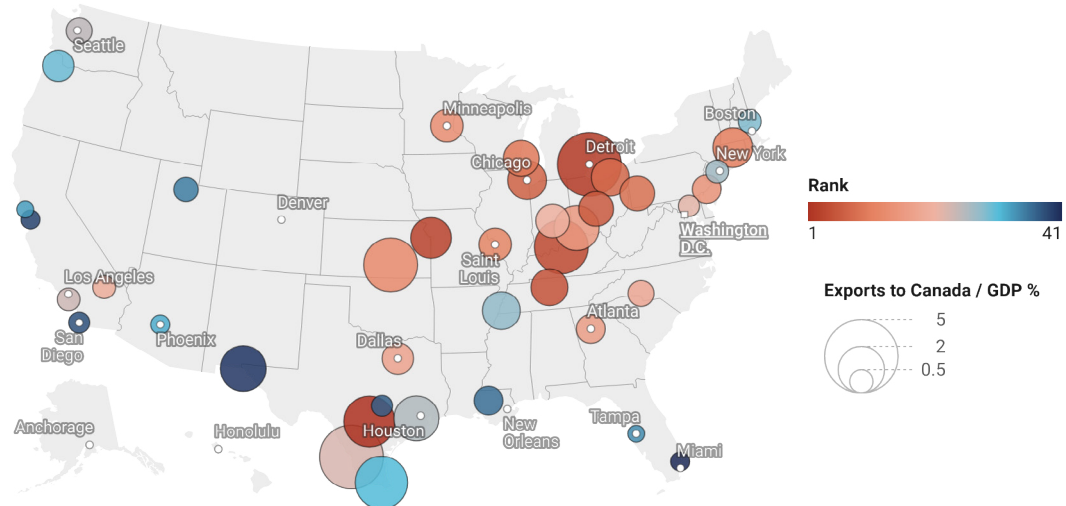 Seattle
Minneapolis
Boston
Detroit
New York
Chicago
Denver
Washington
D.C.
Saint
Louis
Los Angeles
San
Diego
Phoenix
Dallas
Atlanta
Anchorage
Honolulu
Houston
New
Orleans
Tampa
Miami
Rank
1
41
Exports to Canada / GDP %
5
2
0.5